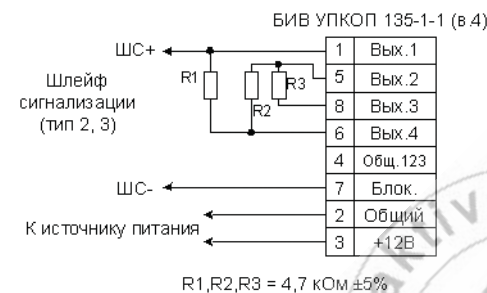 БИВ УПКОП 135-1-1 (в.4)
ШС+
1 Вых.1
Шлейф
сигнализации
(тип 2, 3)
R1
R2
R3
5 Вых.2
8 Вых.3
6 Вых.4
4 Общ.123
ШС-
7 Блок.
К источнику питания
2 Общий
3 +12В
R1,R2,R3 = 4,7 кОм ±5%